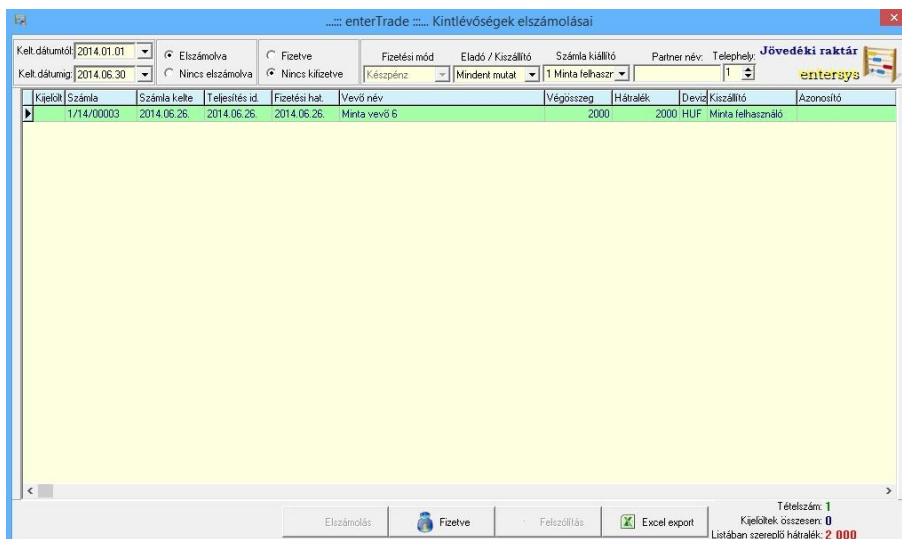 ...::: enterTrade :::... Kintlévőségek elszámolásai
Kelt.dátumtól: 2014.01.01
Kelt.dátumig: 2014.06.30
Elszámolva
Nincs elszámolva
Fizetve
Nincs kifizetve
Fizetési mód
Készpénz
Eladó / Kiszállító
Mindent mutat
Számla kiállító
1 Minta felhaszr
Partner név:
Telephely:
1
Jövedéki raktár
entersys
Kijelölt Számla Számla kelte Teljesítés id. Fizetési hat. Vevő név Végösszeg Hátralék Deviz Kiszállító Azonosító
1/14/00003 2014.06.26. 2014.06.26. 2014.06.26. Minta vevő 6 2000 2000 HUF Minta felhasználó
Elszámolás Fizetve Felszólítás Excel export
Tételszám: 1
Kijelöltek összesen: 0
Listában szereplő hátralék: 2 000